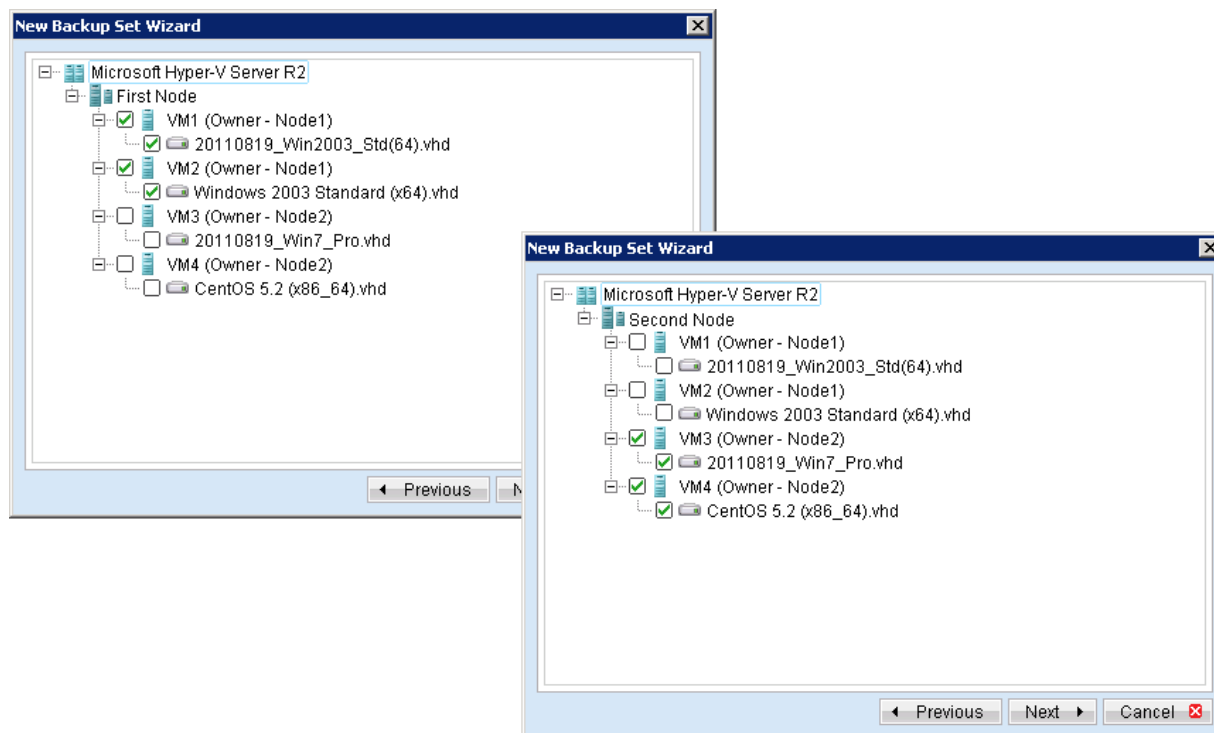 New Backup Set Wizard
Microsoft Hyper-V Server R2
First Node
VM1 (Owner - Node1)
20110819_Win2003_Std(64).vhd
VM2 (Owner - Node1)
Windows 2003 Standard (x64).vhd
VM3 (Owner - Node2)
20110819_Win7_Pro.vhd
VM4 (Owner - Node2)
CentOS 5.2 (x86_64).vhd
Previous
New Backup Set Wizard
Microsoft Hyper-V Server R2
Second Node
VM1 (Owner - Node1)
20110819_Win2003_Std(64).vhd
VM2 (Owner - Node1)
Windows 2003 Standard (x64).vhd
VM3 (Owner - Node2)
20110819_Win7_Pro.vhd
VM4 (Owner - Node2)
CentOS 5.2 (x86_64).vhd
Previous Next Cancel